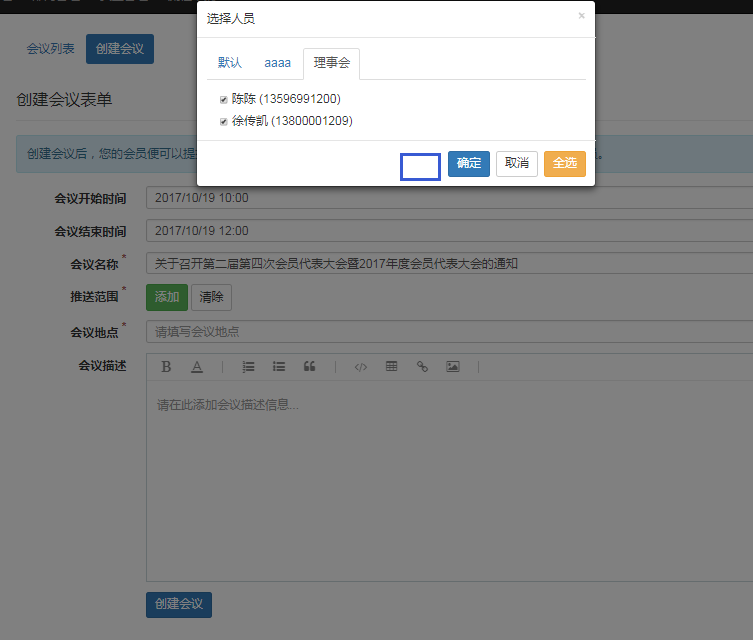 选择人员
×
会议列表 创建会议
默认 aaaa 理事会
创建会议表单
陈陈 (13596991200)
徐传凯 (13800001209)
创建会议后，您的会员便可以提
确定 取消 全选
会议开始时间 2017/10/19 10:00
会议结束时间 2017/10/19 12:00
会议名称* 关于召开第二届第四次会员代表大会暨2017年度会员代表大会的通知
推送范围* 添加 清除
会议地点* 请填写会议地点
会议描述
B A
请在此添加会议描述信息...
创建会议